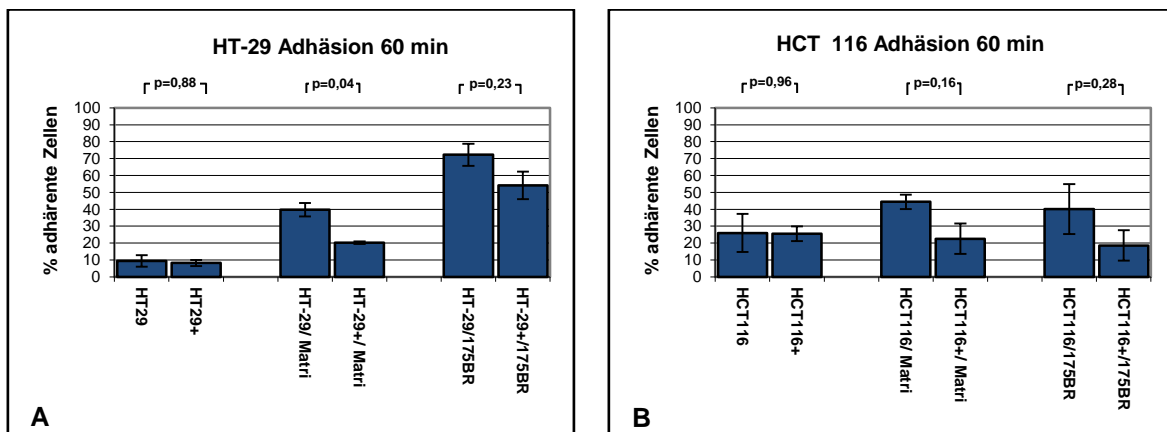 HT-29 Adhäsion 60 min
p=0,88
p=0,04
p=0,23
% adhärente Zellen
100
90
80
70
60
50
40
30
20
10
0
HT29
HT29+
HT-29/ Matri
HT-29+/ Matri
HT-29/175BR
HT-29+/175BR
A
HCT 116 Adhäsion 60 min
p=0,96
p=0,16
p=0,28
% adhärente Zellen
100
90
80
70
60
50
40
30
20
10
0
HCT116
HCT116+
HCT116/ Matri
HCT116+/ Matri
HCT116/175BR
HCT116+/175BR
B